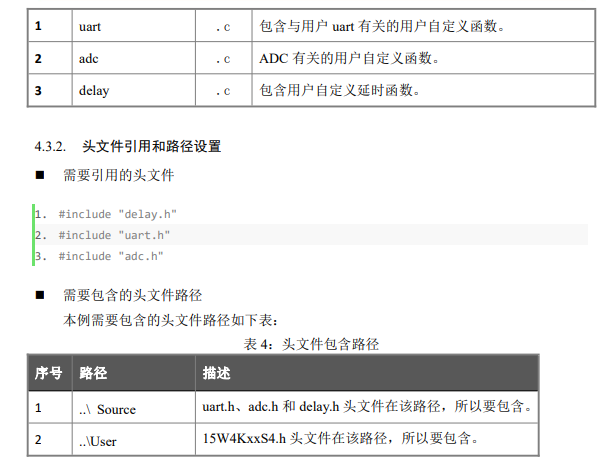 1 uart .c 包含与用户 uart 有关的用户自定义函数。
2 adc .c ADC 有关的用户自定义函数。
3 delay .c 包含用户自定义延时函数。
4.3.2. 头文件引用和路径设置
■ 需要引用的头文件
1. #include "delay.h"
2. #include "uart.h"
3. #include "adc.h"
■ 需要包含的头文件路径
本例需要包含的头文件路径如下表：
表 4：头文件包含路径
序号 路径 描述
1 ..\ Source uart.h、adc.h 和 delay.h 头文件在该路径，所以要包含。
2 ..\User 15W4KxxS4.h 头文件在该路径，所以要包含。